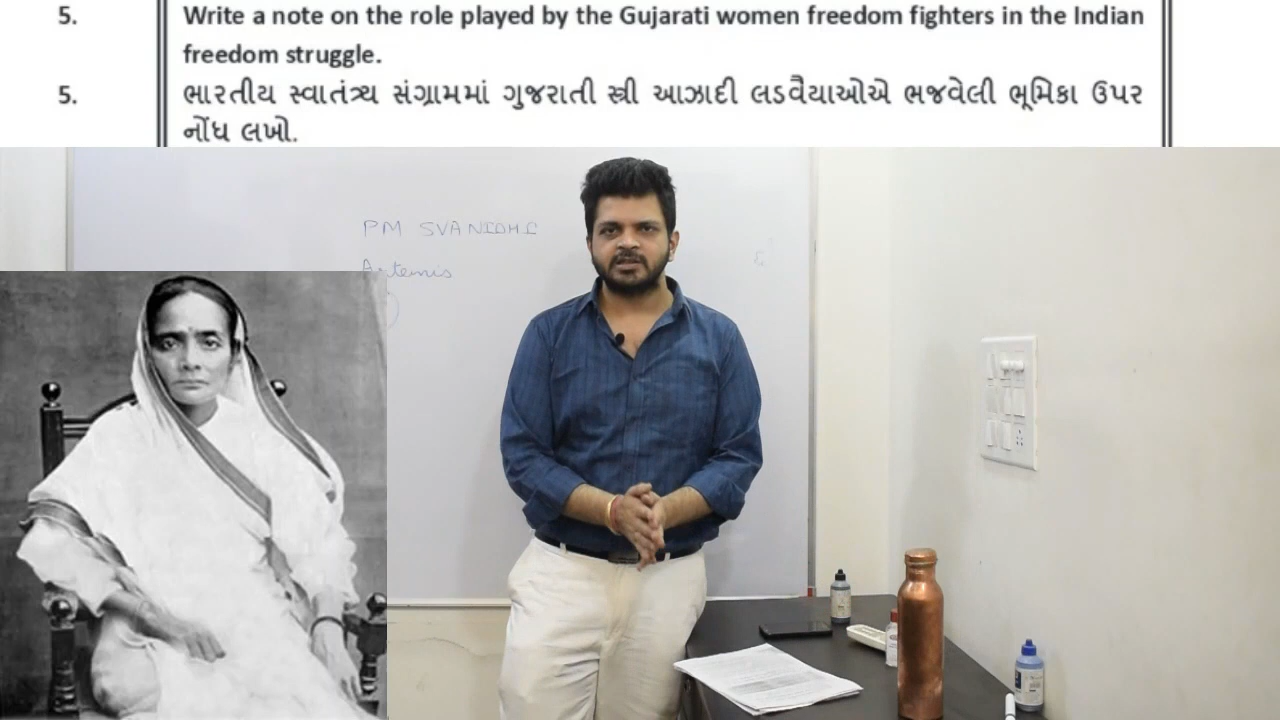 5. Write a note on the role played by the Gujarati women freedom fighters in the Indian
freedom struggle.
5. ભારતીય સ્વાતંત્ર્ય સંગ્રામમાં ગુજરાતી સ્ત્રી આઝાદી લડવૈયાઓએ ભજવેલી ભૂમિકા ઉપર
નોંધ લખો.
PM SVANIDHI
Artemis